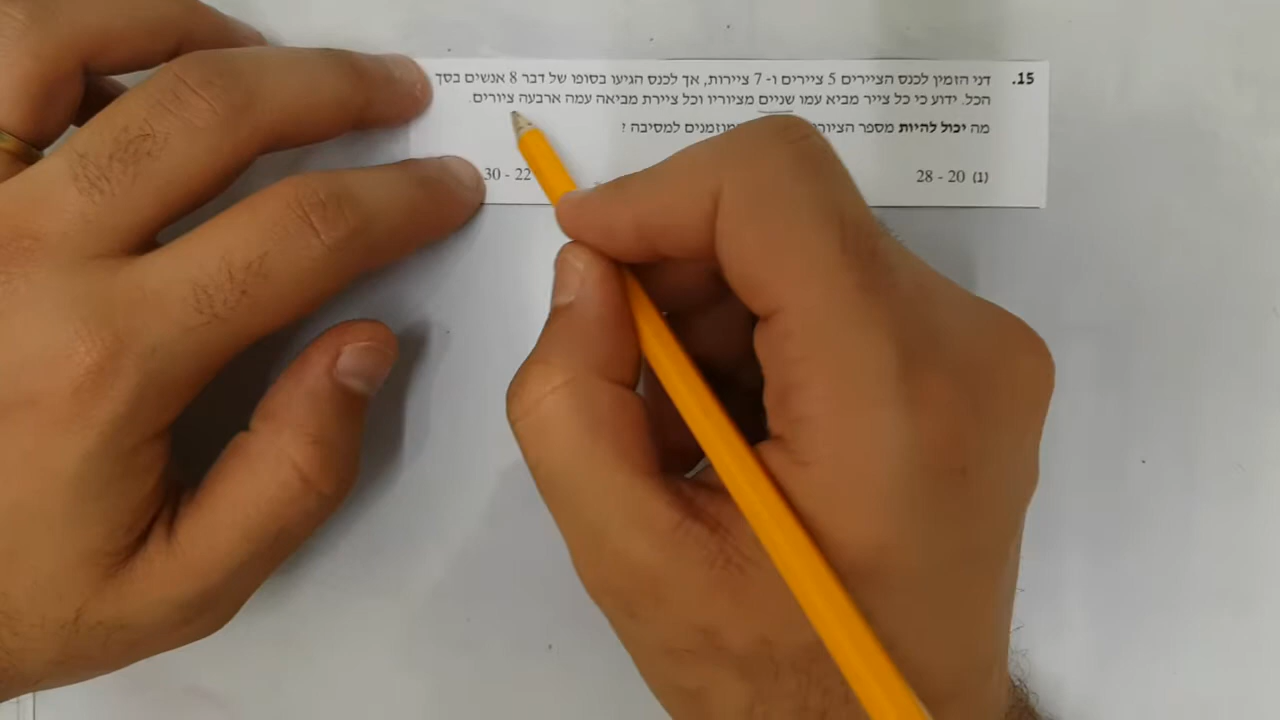 .15 דני הזמין לכנס הציירים 5 ציירים ו- 7 ציירות, אך לכנס הגיעו בסופו של דבר 8 אנשים בסך
הכל. ידוע כי כל צייר מביא עמו שניים מציוריו וכל ציירת מביאה עמה ארבעה ציורים.
מה יכול להיות מספר המוזמנים למסיבה ?
(1) 20 - 28 22 - 30